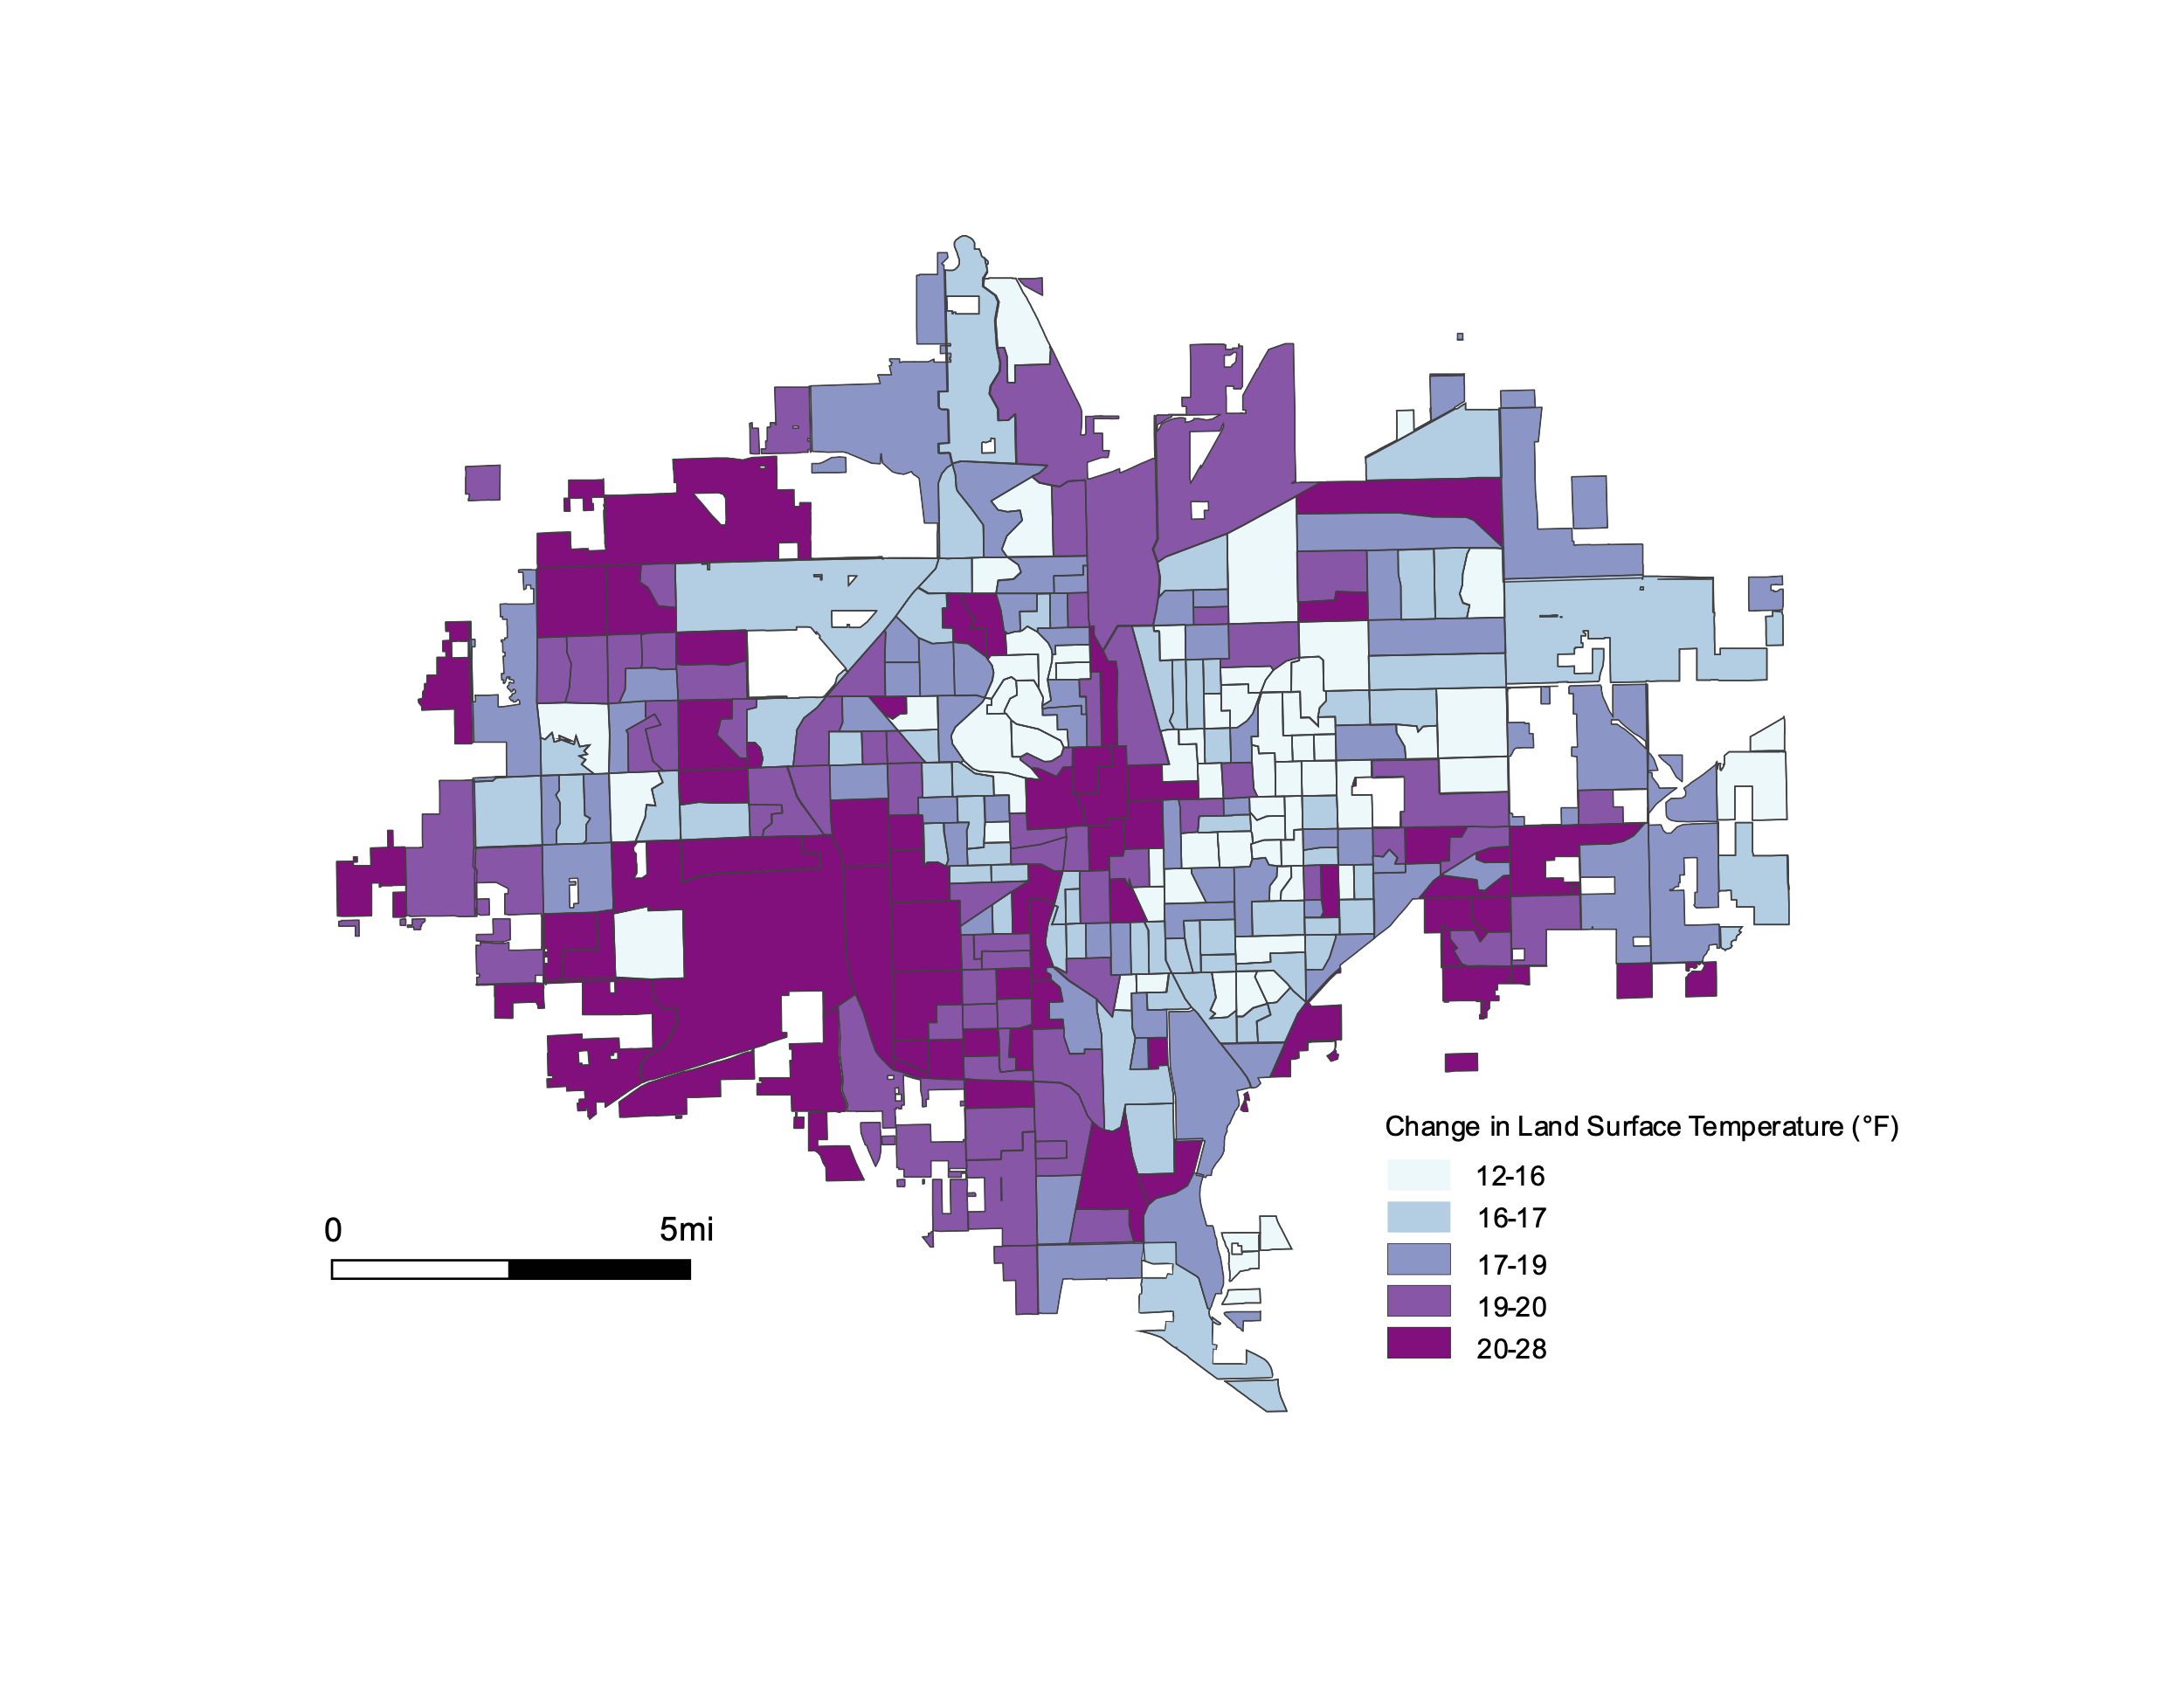 Change in Land Surface Temperature (°F)
12-16
16-17
0 5mi
17-19
19-20
20-28